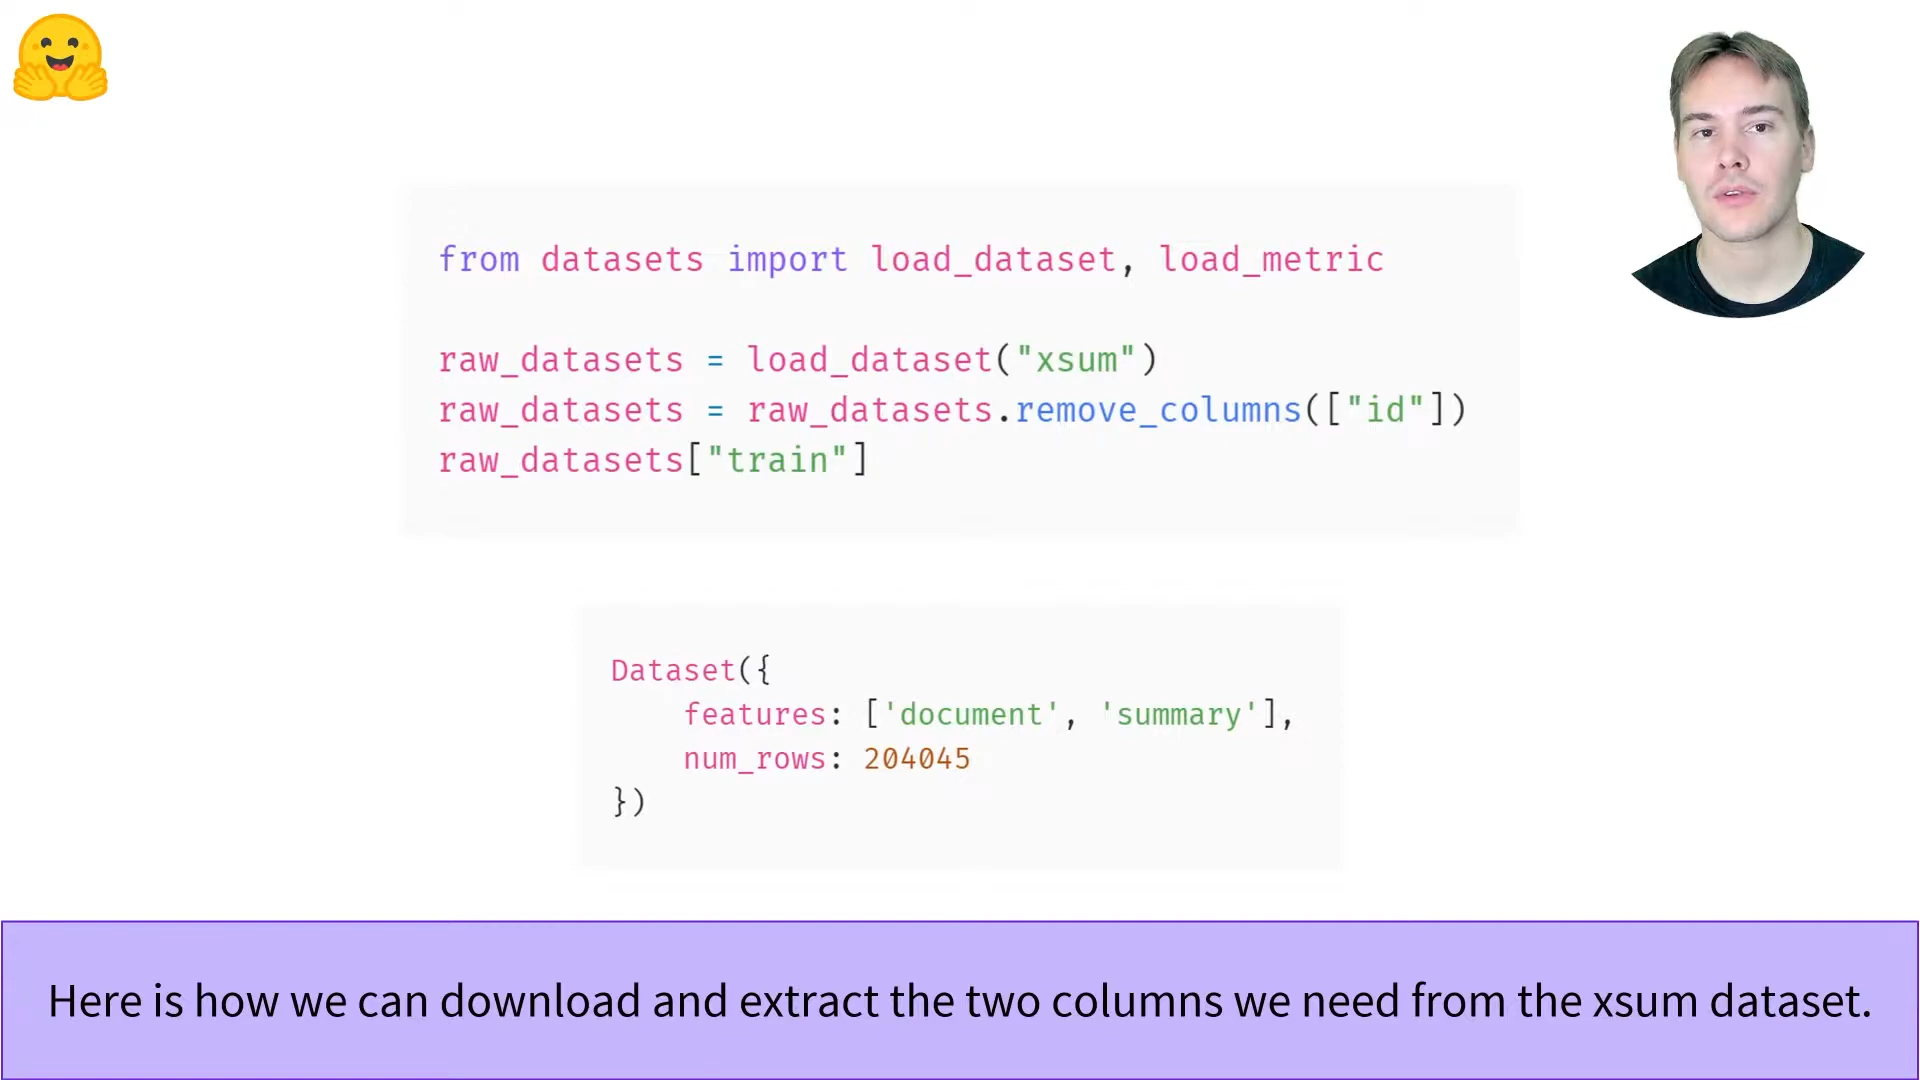 from datasets import load_dataset, load_metric
raw_datasets = load_dataset("xsum")
raw_datasets = raw_datasets.remove_columns(["id"])
raw_datasets["train"]
Dataset({
    features: ['document', 'summary'],
    num_rows: 204045
})
Here is how we can download and extract the two columns we need from the xsum dataset.